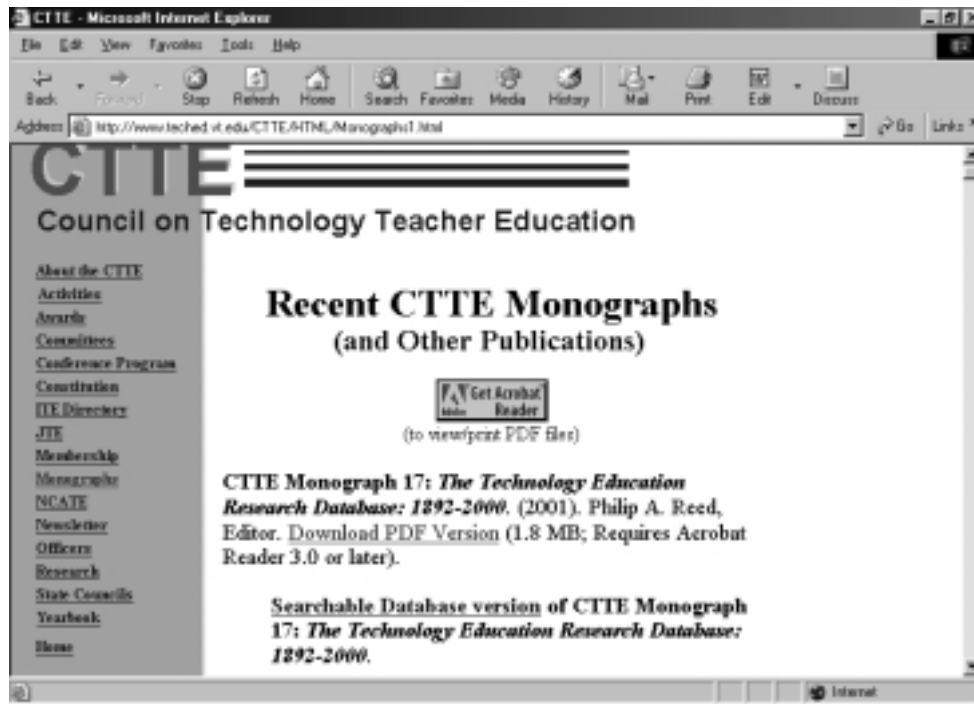 CTTE - Microsoft Internet Explorer
File Edit View Favorites Tools Help
Back Forward Stop Refresh Home Search Favorites Media History Mail Print Edit Discuss
Address http://www.teched.vt.edu/CTTE/HTML/Monographs1.html Go Links
CTTE
Council on Technology Teacher Education
About the CTTE
Activities
Awards
Committees
Conference Program
Constitution
ITE Directory
JTE
Membership
Monographs
NCATE
Newsletter
Officers
Research
State Councils
Yearbook
Home
Recent CTTE Monographs
(and Other Publications)
Adobe
Get Acrobat
Reader
(to view/print PDF files)
CTTE Monograph 17: The Technology Education
Research Database: 1892-2000. (2001). Philip A. Reed,
Editor. Download PDF Version (1.8 MB; Requires Acrobat
Reader 3.0 or later).
Searchable Database version of CTTE Monograph
17: The Technology Education Research Database:
1892-2000.
Internet